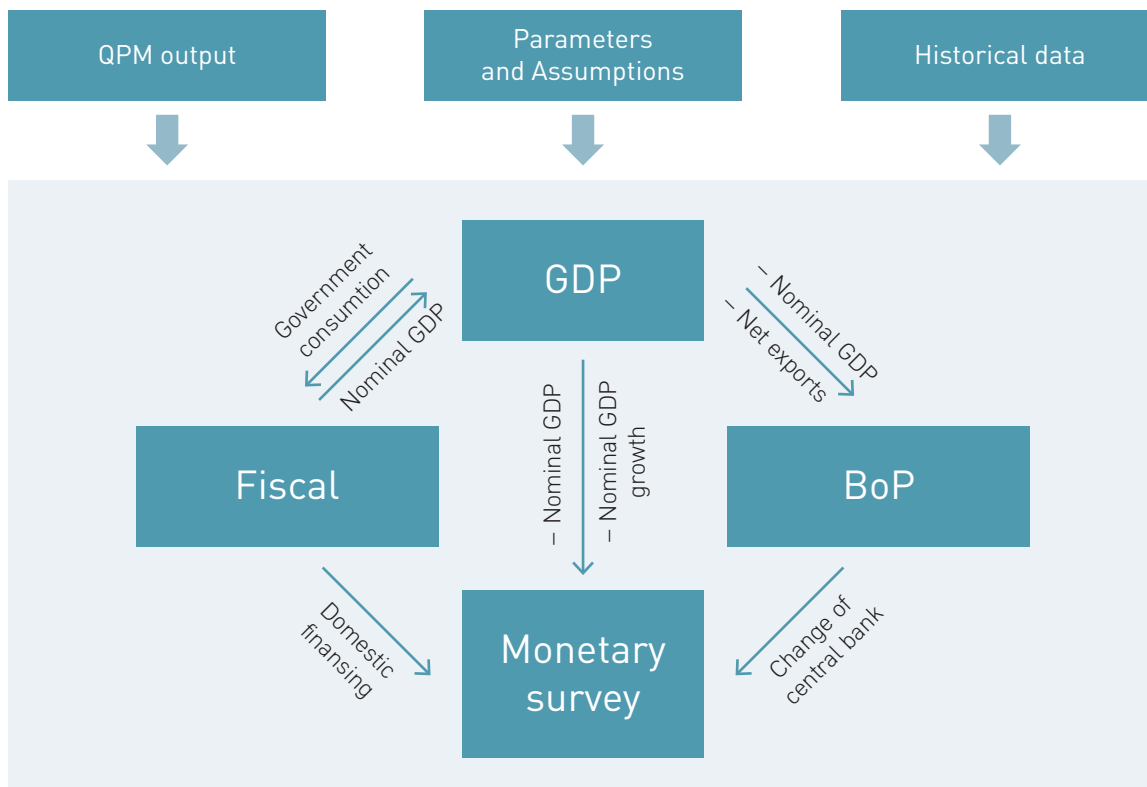 QPM output
Parameters
and Assumptions
Historical data
GDP
Government
consumtion
Nominal GDP
– Nominal GDP
– Net exports
– Nominal GDP
– Nominal GDP
growth
Fiscal
BoP
Domestic
finansing
Monetary
survey
Change of
central bank